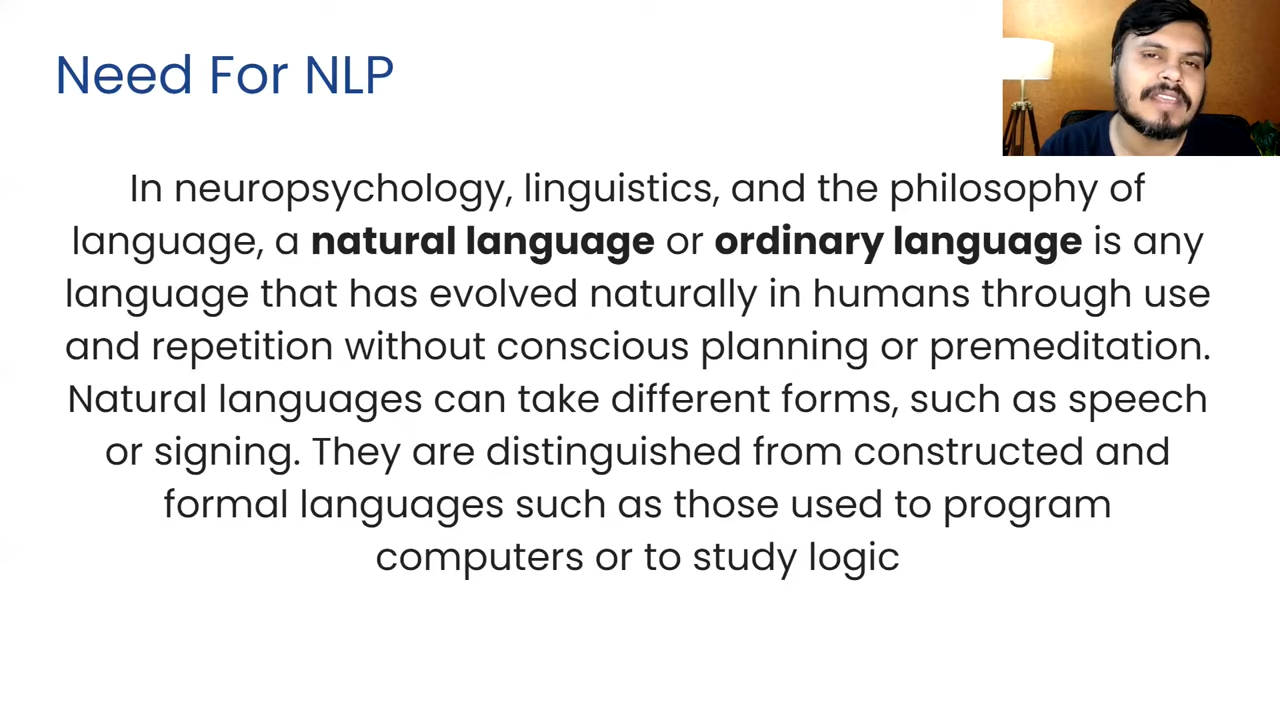 Need For NLP
In neuropsychology, linguistics, and the philosophy of
language, a natural language or ordinary language is any
language that has evolved naturally in humans through use
and repetition without conscious planning or premeditation.
Natural languages can take different forms, such as speech
or signing. They are distinguished from constructed and
formal languages such as those used to program
computers or to study logic